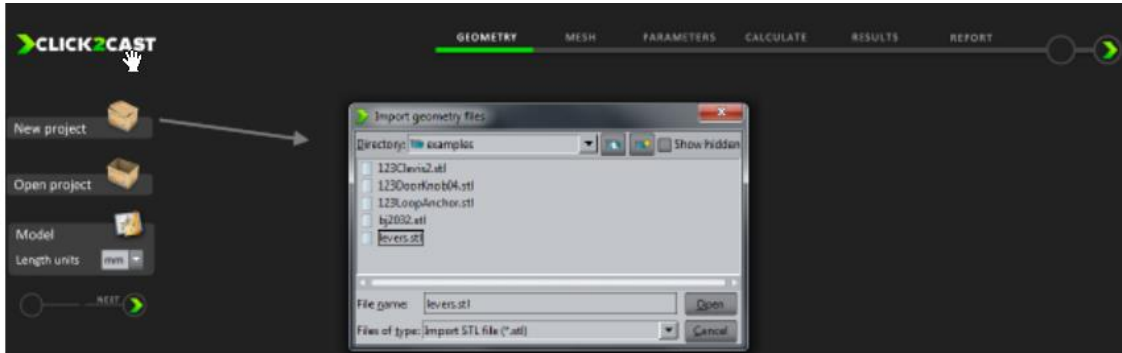 CLICK2CAST
GEOMETRY MESH PARAMETERS CALCULATE RESULTS REPORT
New project
Open project
Model
Length units mm
NEXT
Import geometry files
Directory: examples Show hidden
123Clevis2.stl
123DoorKnob04.stl
123LoopAnchor.stl
bj2032.stl
levers.stl
File name: levers.stl Open
Files of type: Import STL file (*.stl) Cancel